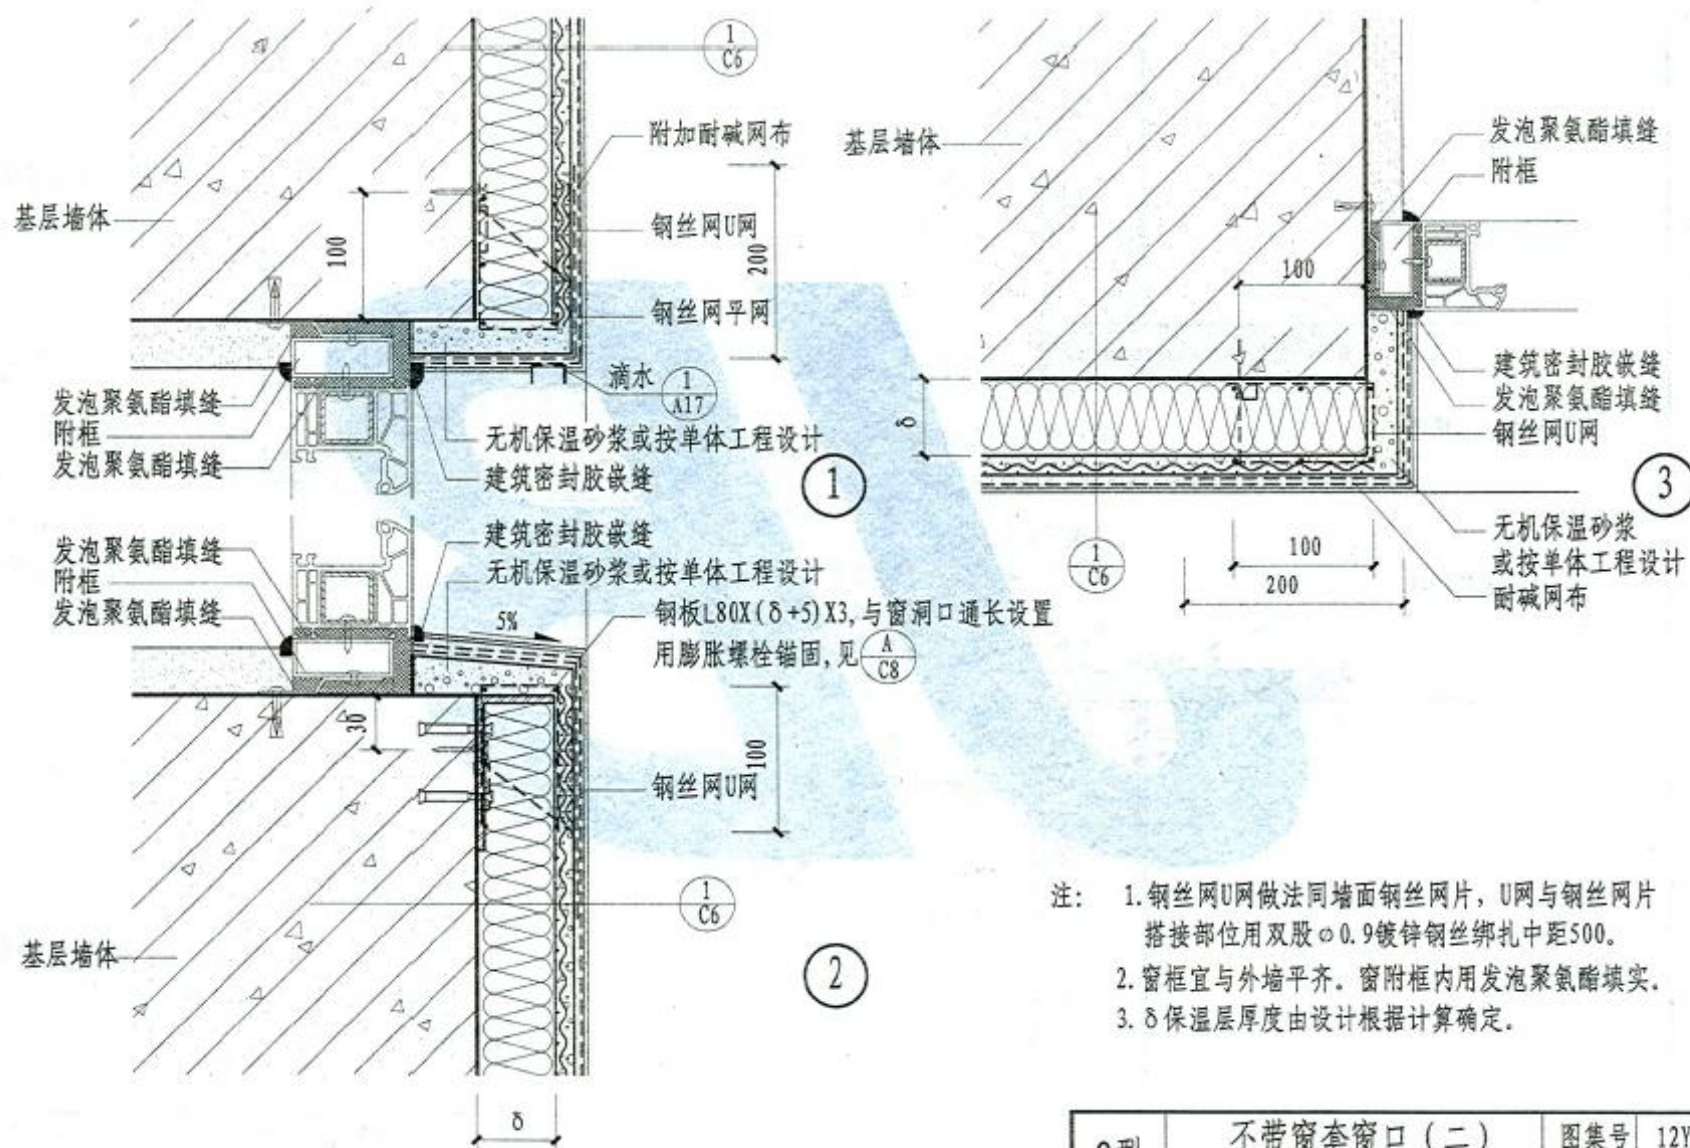 1
C6
附加耐碱网布
基层墙体
100
钢丝网U网
200
钢丝网平网
滴水
1
A17
发泡聚氨酯填缝
附框
发泡聚氨酯填缝
无机保温砂浆或按单体工程设计
建筑密封胶嵌缝
1
发泡聚氨酯填缝
附框
发泡聚氨酯填缝
建筑密封胶嵌缝
无机保温砂浆或按单体工程设计
5%
钢板L80X(δ+5)X3,与窗洞口通长设置
用膨胀螺栓锚固,见
A
C8
30
100
钢丝网U网
1
C6
基层墙体
2
δ
基层墙体
发泡聚氨酯填缝
附框
100
δ
建筑密封胶嵌缝
发泡聚氨酯填缝
钢丝网U网
3
1
C6
100
200
无机保温砂浆
或按单体工程设计
耐碱网布
注: 1.钢丝网U网做法同墙面钢丝网片, U网与钢丝网片
搭接部位用双股φ0.9镀锌钢丝绑扎中距500。
2.窗框宜与外墙平齐。窗附框内用发泡聚氨酯填实。
3.δ保温层厚度由设计根据计算确定。
不带窗套窗口(二)
图集号